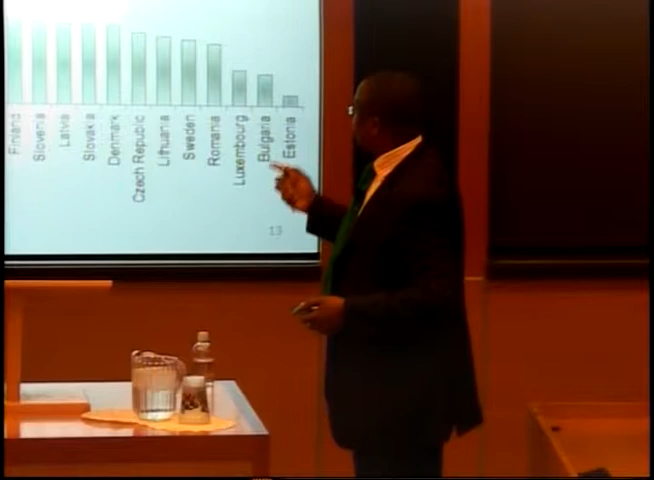 Finland
Slovenia
Latvia
Slovakia
Denmark
Czech Republic
Lithuania
Sweden
Romania
Luxembourg
Bulgaria
Estonia
13